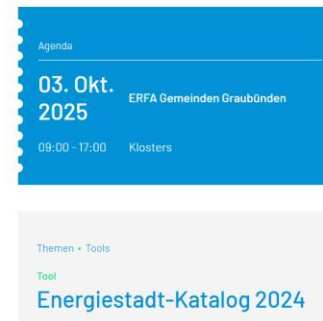 Agenda
03. Okt.
2025
ERFA Gemeinden Graubünden
09:00 - 17:00 Klosters
Themen • Tools
Tool
Energiestadt-Katalog 2024